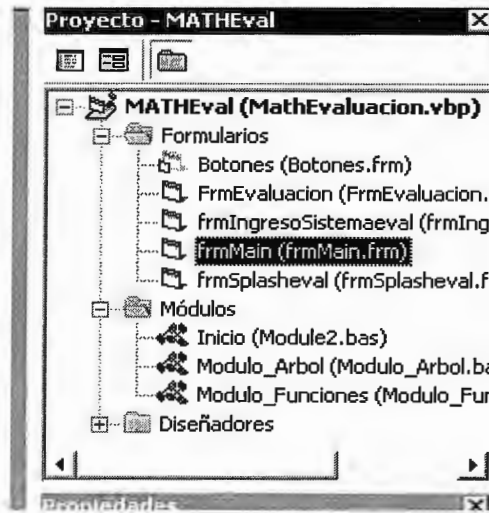 Proyecto - MATHEval
MATHEval (MathEvaluacion.vbp)
Formularios
Botones (Botones.frm)
FrmEvaluacion (FrmEvaluacion.
frmIngresoSistemaeval (frmIng
frmMain (frmMain.frm)
frmSplasheval (frmSplasheval.f
Módulos
Inicio (Module2.bas)
Modulo_Arbol (Modulo_Arbol.ba
Modulo_Funciones (Modulo_Fun
Diseñadores
Propiedades